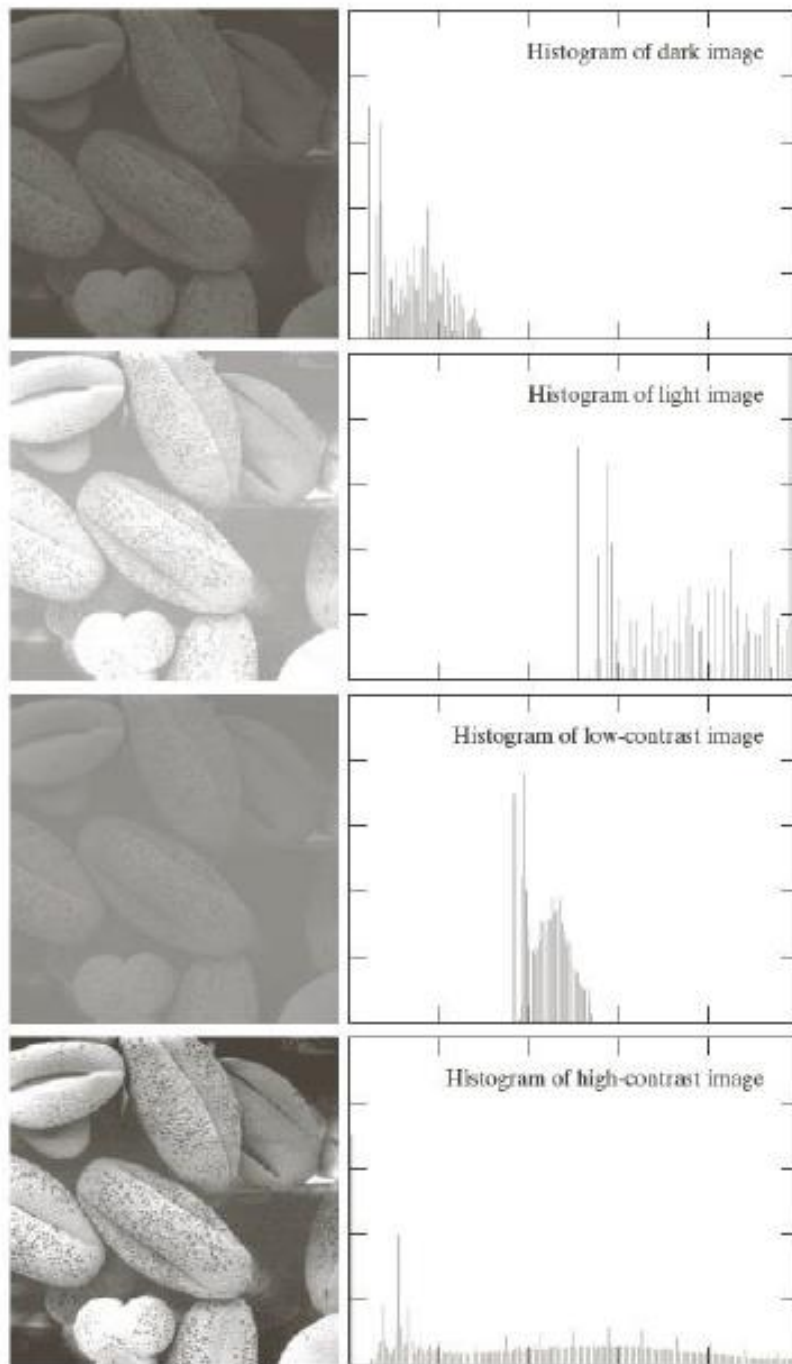 Histogram of dark image
Histogram of light image
Histogram of low-contrast image
Histogram of high-contrast image